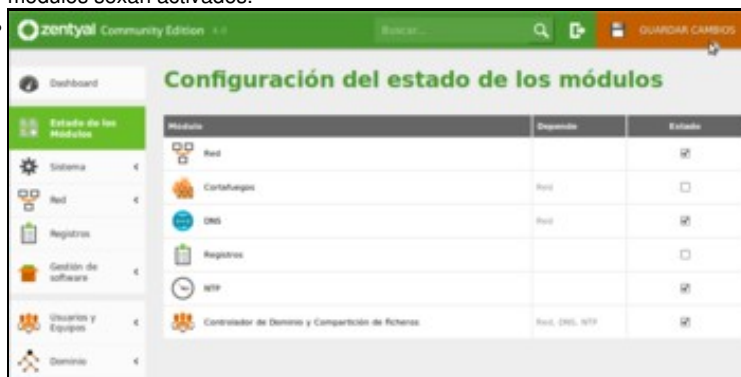 módulos sexan activados.
zentyal Community Edition 4.0
Buscar...
GUARDAR CAMBIOS
Dashboard
Estado de los
Módulos
Sistema
Red
Registros
Gestión de
software
Usuarios y
Equipos
Dominio
Configuración del estado de los módulos
Módulo Depende Estado
Red
Cortafuegos Red
DNS Red
Registros
NTP
Controlador de Dominio y Compartición de ficheros Red, DNS, NTP